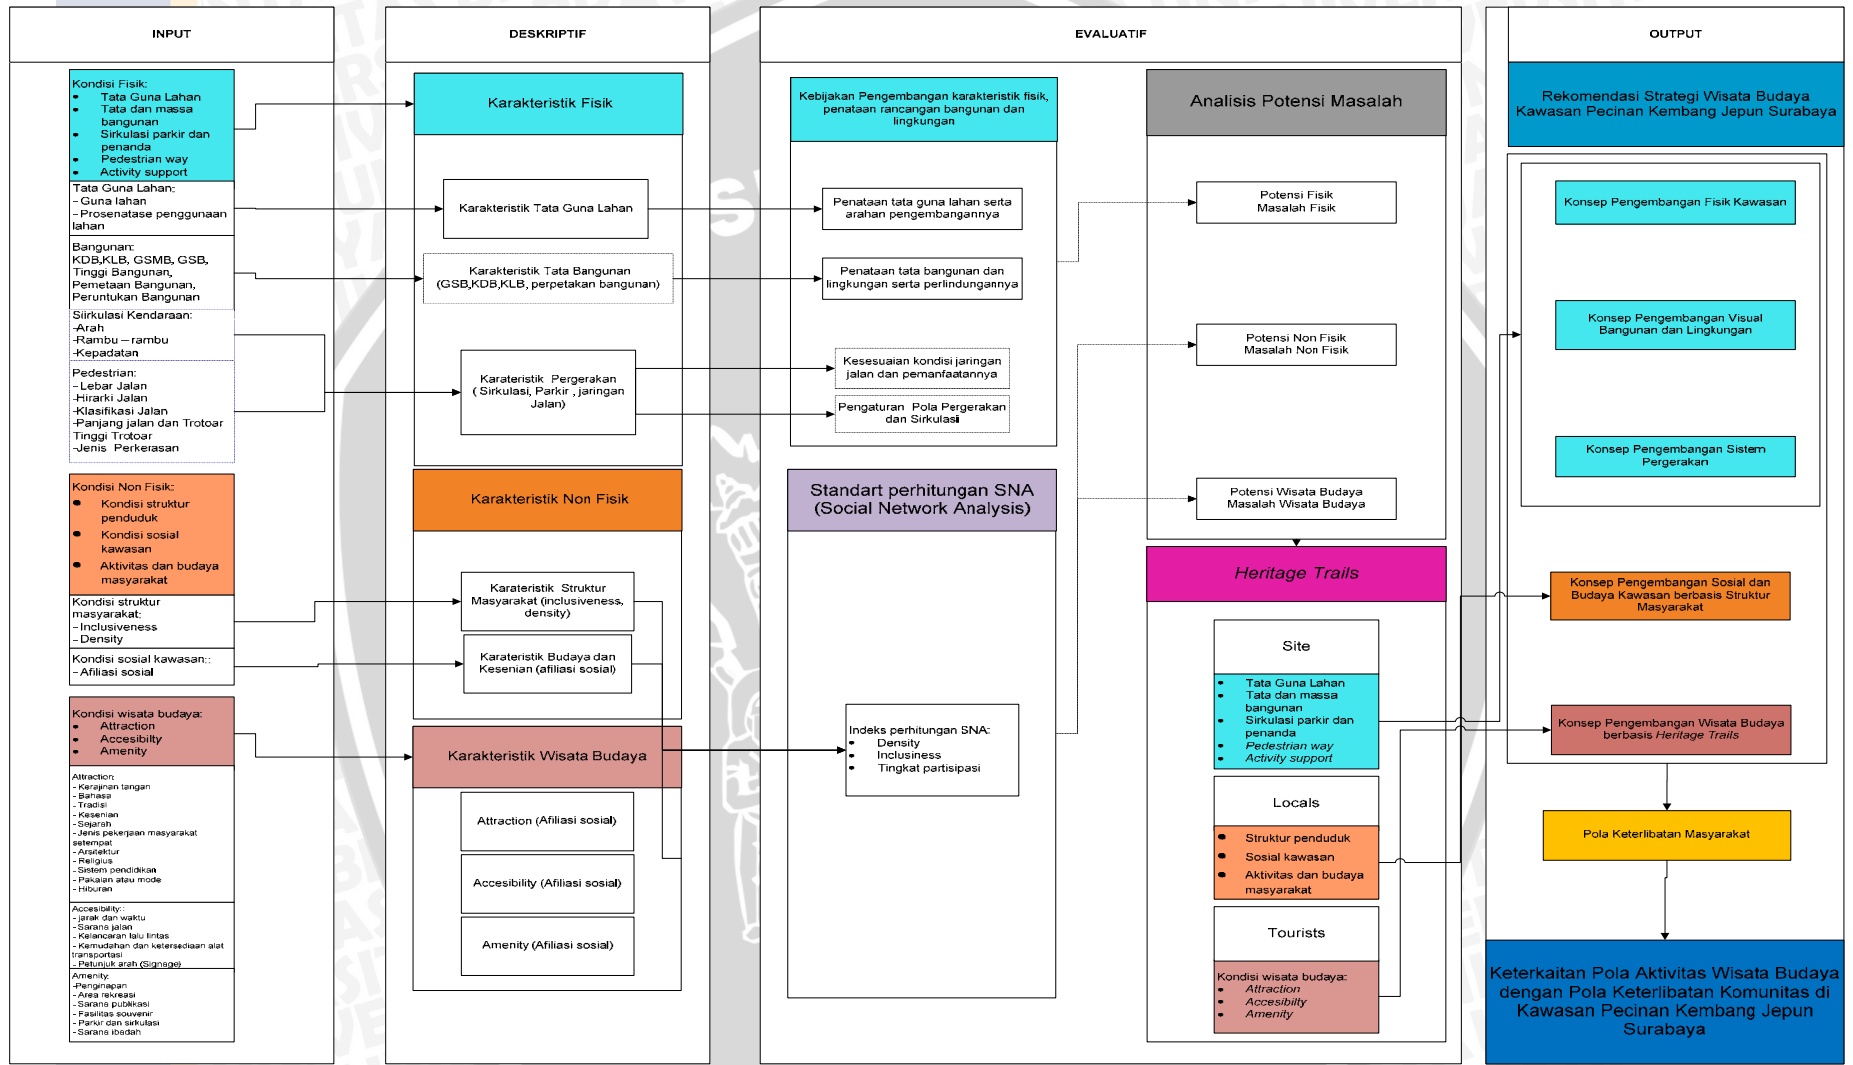 INPUT
Kondisi Fisik:
• Tata Guna Lahan
• Tata dan massa
bangunan
• Sirkulasi parkir dan
penanda
• Pedestrian way
• Activity support
Tata Guna Lahan:
- Guna lahan
- Prosenatase penggunaan
lahan
Bangunan:
KDB,KLB, GSMB, GSB,
Tinggi Bangunan,
Pemetaan Bangunan,
Peruntukan Bangunan
Siirkulasi Kendaraan:
-Arah
-Rambu – rambu
-Kepadatan
Pedestrian:
- Lebar Jalan
-Hirarki Jalan
-Klasifikasi Jalan
-Panjang jalan dan Trotoar
Tinggi Trotoar
-Jenis Perkerasan
Kondisi Non Fisik:
• Kondisi struktur
penduduk
• Kondisi sosial
kawasan
• Aktivitas dan budaya
masyarakat
Kondisi struktur
masyarakat:
- Inclusiveness
- Density
Kondisi sosial kawasan::
- Afiliasi sosial
Kondisi wisata budaya:
• Attraction
• Accesibilty
• Amenity
Attraction:
- Kerajinan tangan
- Bahasa
- Tradisi
- Kesenian
- Sejarah
- Jenis pekerjaan masyarakat
setempat
- Arsitektur
- Religius
- Sistem pendidikan
- Pakaian atau mode
- Hiburan
Accesibility::
- jarak dan waktu
- Sarana jalan
- Kelancaran lalu lintas
- Kemudahan dan ketersediaan alat
transportasi
- Petunjuk arah (Signage)
Amenity:
-Penginapan
- Area rekreasi
- Sarana publikasi
- Fasilitas souvenir
- Parkir dan sirkulasi
- Sarana ibadah
DESKRIPTIF
Karakteristik Fisik
Karakteristik Tata Guna Lahan
Karakteristik Tata Bangunan
(GSB,KDB,KLB, perpetakan bangunan)
Karateristik Pergerakan
( Sirkulasi, Parkir , jaringan
Jalan)
Karakteristik Non Fisik
Karateristik Struktur
Masyarakat (inclusiveness,
density)
Karateristik Budaya dan
Kesenian (afiliasi sosial)
Karakteristik Wisata Budaya
Attraction (Afiliasi sosial)
Accesibility (Afiliasi sosial)
Amenity (Afiliasi sosial)
EVALUATIF
Kebijakan Pengembangan karakteristik fisik,
penataan rancangan bangunan dan
lingkungan
Penataan tata guna lahan serta
arahan pengembangannya
Penataan tata bangunan dan
lingkungan serta perlindungannya
Kesesuaian kondisi jaringan
jalan dan pemanfaatannya
Pengaturan Pola Pergerakan
dan Sirkulasi
Standart perhitungan SNA
(Social Network Analysis)
Indeks perhitungan SNA:
• Density
• Inclusiness
• Tingkat partisipasi
Analisis Potensi Masalah
Potensi Fisik
Masalah Fisik
Potensi Non Fisik
Masalah Non Fisik
Potensi Wisata Budaya
Masalah Wisata Budaya
Heritage Trails
Site
• Tata Guna Lahan
• Tata dan massa
bangunan
• Sirkulasi parkir dan
penanda
• Pedestrian way
• Activity support
Locals
• Struktur penduduk
• Sosial kawasan
• Aktivitas dan budaya
masyarakat
Tourists
Kondisi wisata budaya:
• Attraction
• Accesibilty
• Amenity
OUTPUT
Rekomendasi Strategi Wisata Budaya
Kawasan Pecinan Kembang Jepun Surabaya
Konsep Pengembangan Fisik Kawasan
Konsep Pengembangan Visual
Bangunan dan Lingkungan
Konsep Pengembangan Sistem
Pergerakan
Konsep Pengembangan Sosial dan
Budaya Kawasan berbasis Struktur
Masyarakat
Konsep Pengembangan Wisata Budaya
berbasis Heritage Trails
Pola Keterlibatan Masyarakat
Keterkaitan Pola Aktivitas Wisata Budaya
dengan Pola Keterlibatan Komunitas di
Kawasan Pecinan Kembang Jepun
Surabaya